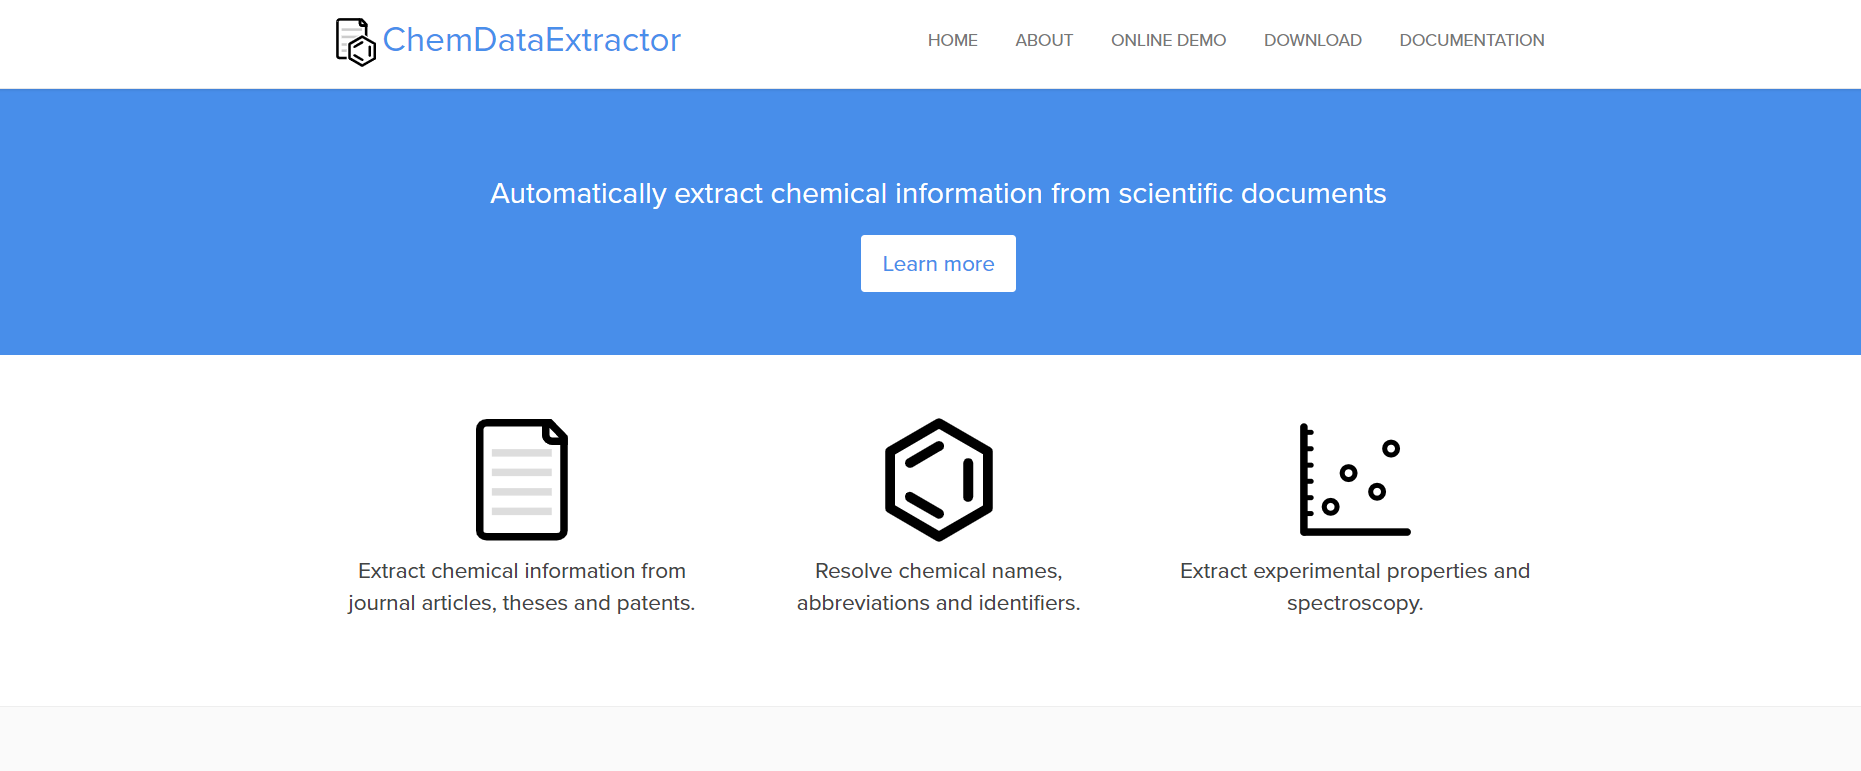 ChemDataExtractor
HOME ABOUT ONLINE DEMO DOWNLOAD DOCUMENTATION
Automatically extract chemical information from scientific documents
Learn more
Extract chemical information from
journal articles, theses and patents.
Resolve chemical names,
abbreviations and identifiers.
Extract experimental properties and
spectroscopy.